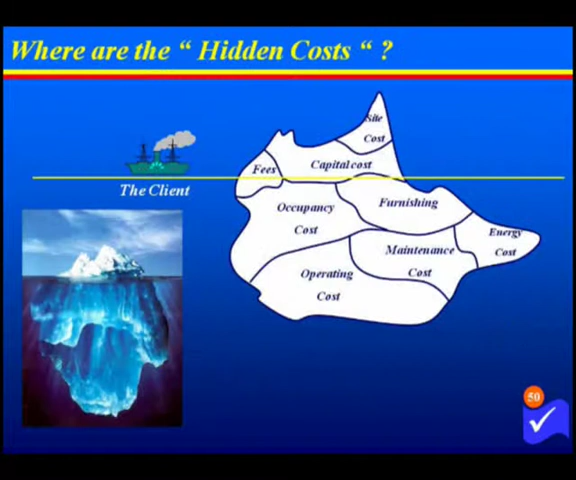 Where are the “ Hidden Costs “ ?
Site
Cost
Fees
Capital cost
The Client
Occupancy
Cost
Furnishing
Energy
Cost
Maintenance
Cost
Operating
Cost
50